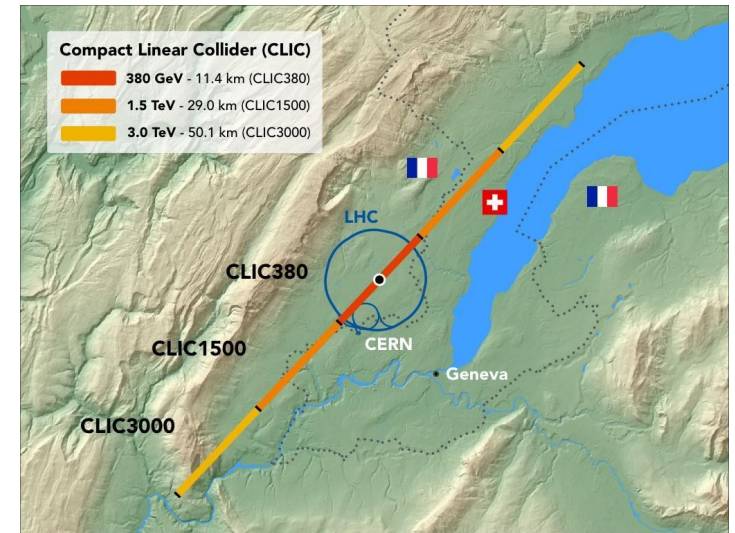 Compact Linear Collider (CLIC)
380 GeV - 11.4 km (CLIC380)
1.5 TeV - 29.0 km (CLIC1500)
3.0 TeV - 50.1 km (CLIC3000)
LHC
CLIC380
CLIC1500
CERN
Geneva
CLIC3000